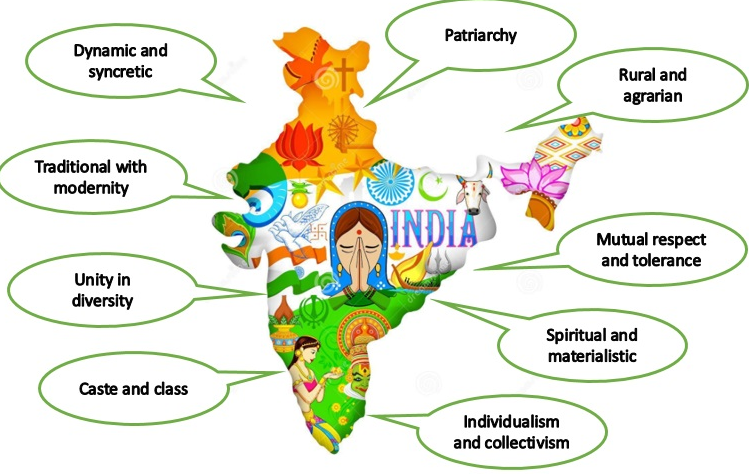 Dynamic and
syncretic
Patriarchy
Rural and
agrarian
Traditional with
modernity
INDIA
Mutual respect
and tolerance
Unity in
diversity
Spiritual and
materialistic
Caste and class
Individualism
and collectivism